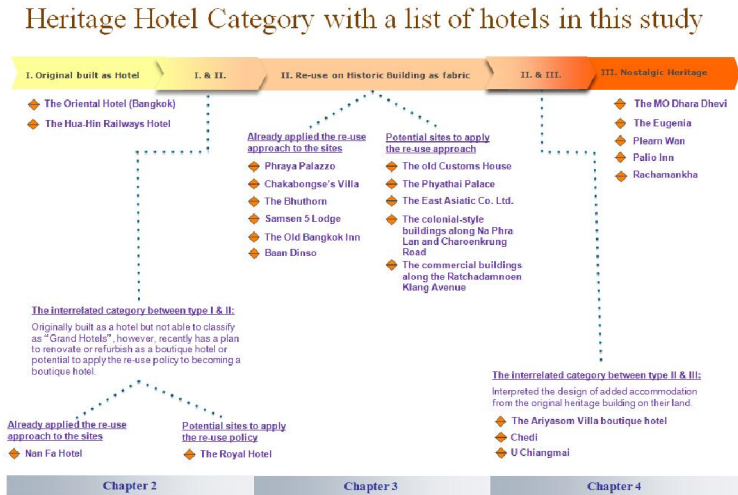 Heritage Hotel Category with a list of hotels in this study
I. Original built as Hotel
I. & II.
II. Re-use on Historic Building as fabric
II. & III.
III. Nostalgic Heritage
The Oriental Hotel (Bangkok)
The Hua-Hin Railways Hotel
Already applied the re-use
approach to the sites
Phraya Palazzo
Chakabongse's Villa
The Bhuthorn
Samsen 5 Lodge
The Old Bangkok Inn
Baan Dinso
Potential sites to apply
the re-use approach
The old Customs House
The Phyathai Palace
The East Asiatic Co. Ltd.
The colonial-style
buildings along Na Phra
Lan and Charoenkrung
Road
The commercial buildings
along the Ratchadamnoen
Klang Avenue
The MO Dhara Dhevi
The Eugenia
Plearn Wan
Palio Inn
Rachamankha
The interrelated category between type I & II:
Originally built as a hotel but not able to classify
as "Grand Hotels", however, recently has a plan
to renovate or refurbish as a boutique hotel or
potential to apply the re-use policy to becoming a
boutique hotel.
Already applied the re-use
approach to the sites
Nan Fa Hotel
Potential sites to apply
the re-use policy
The Royal Hotel
The interrelated category between type II & III:
Interpreted the design of added accommodation
from the original heritage building on their land.
The Ariyasom Villa boutique hotel
Chedi
U Chiangmai
Chapter 2
Chapter 3
Chapter 4